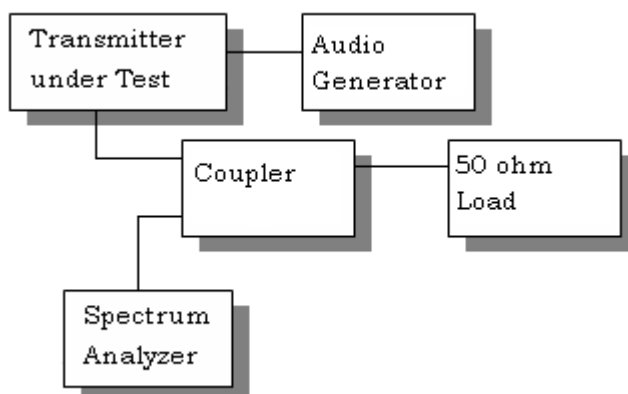 Transmitter
under Test
Audio
Generator
Coupler
50 ohm
Load
Spectrum
Analyzer